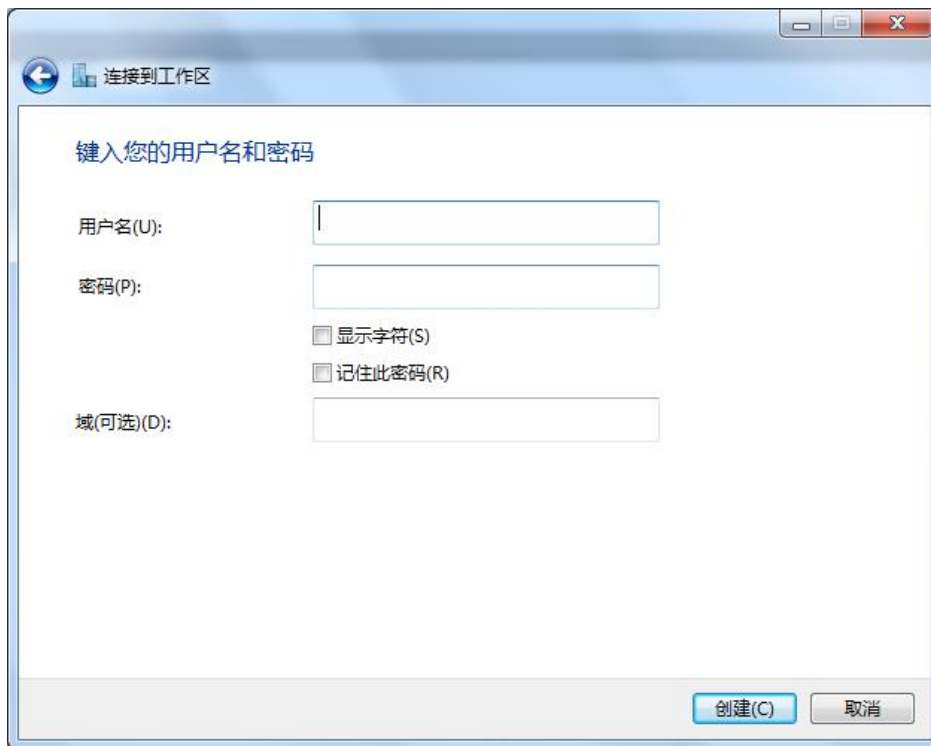 连接到工作区
键入您的用户名和密码
用户名(U):
密码(P):
显示字符(S)
记住此密码(R)
域(可选)(D):
创建(C) 取消